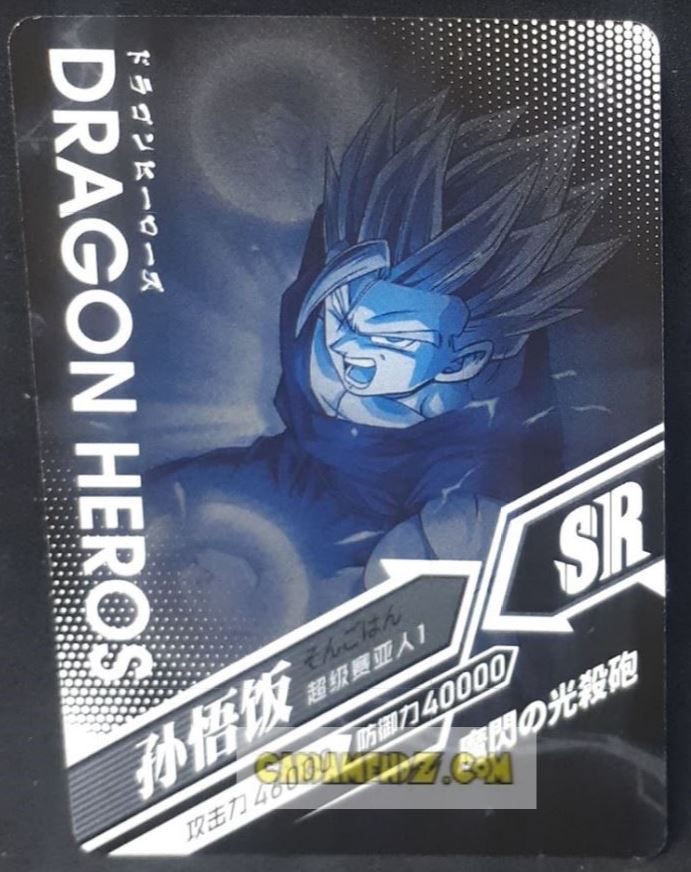 DRAGON HEROS
ドラゴンヒーローズ
SR
そんごはん
孙悟饭
超级赛亚人1
防御力40000
攻击力
の光殺砲
CARDAMEHDZ.COM